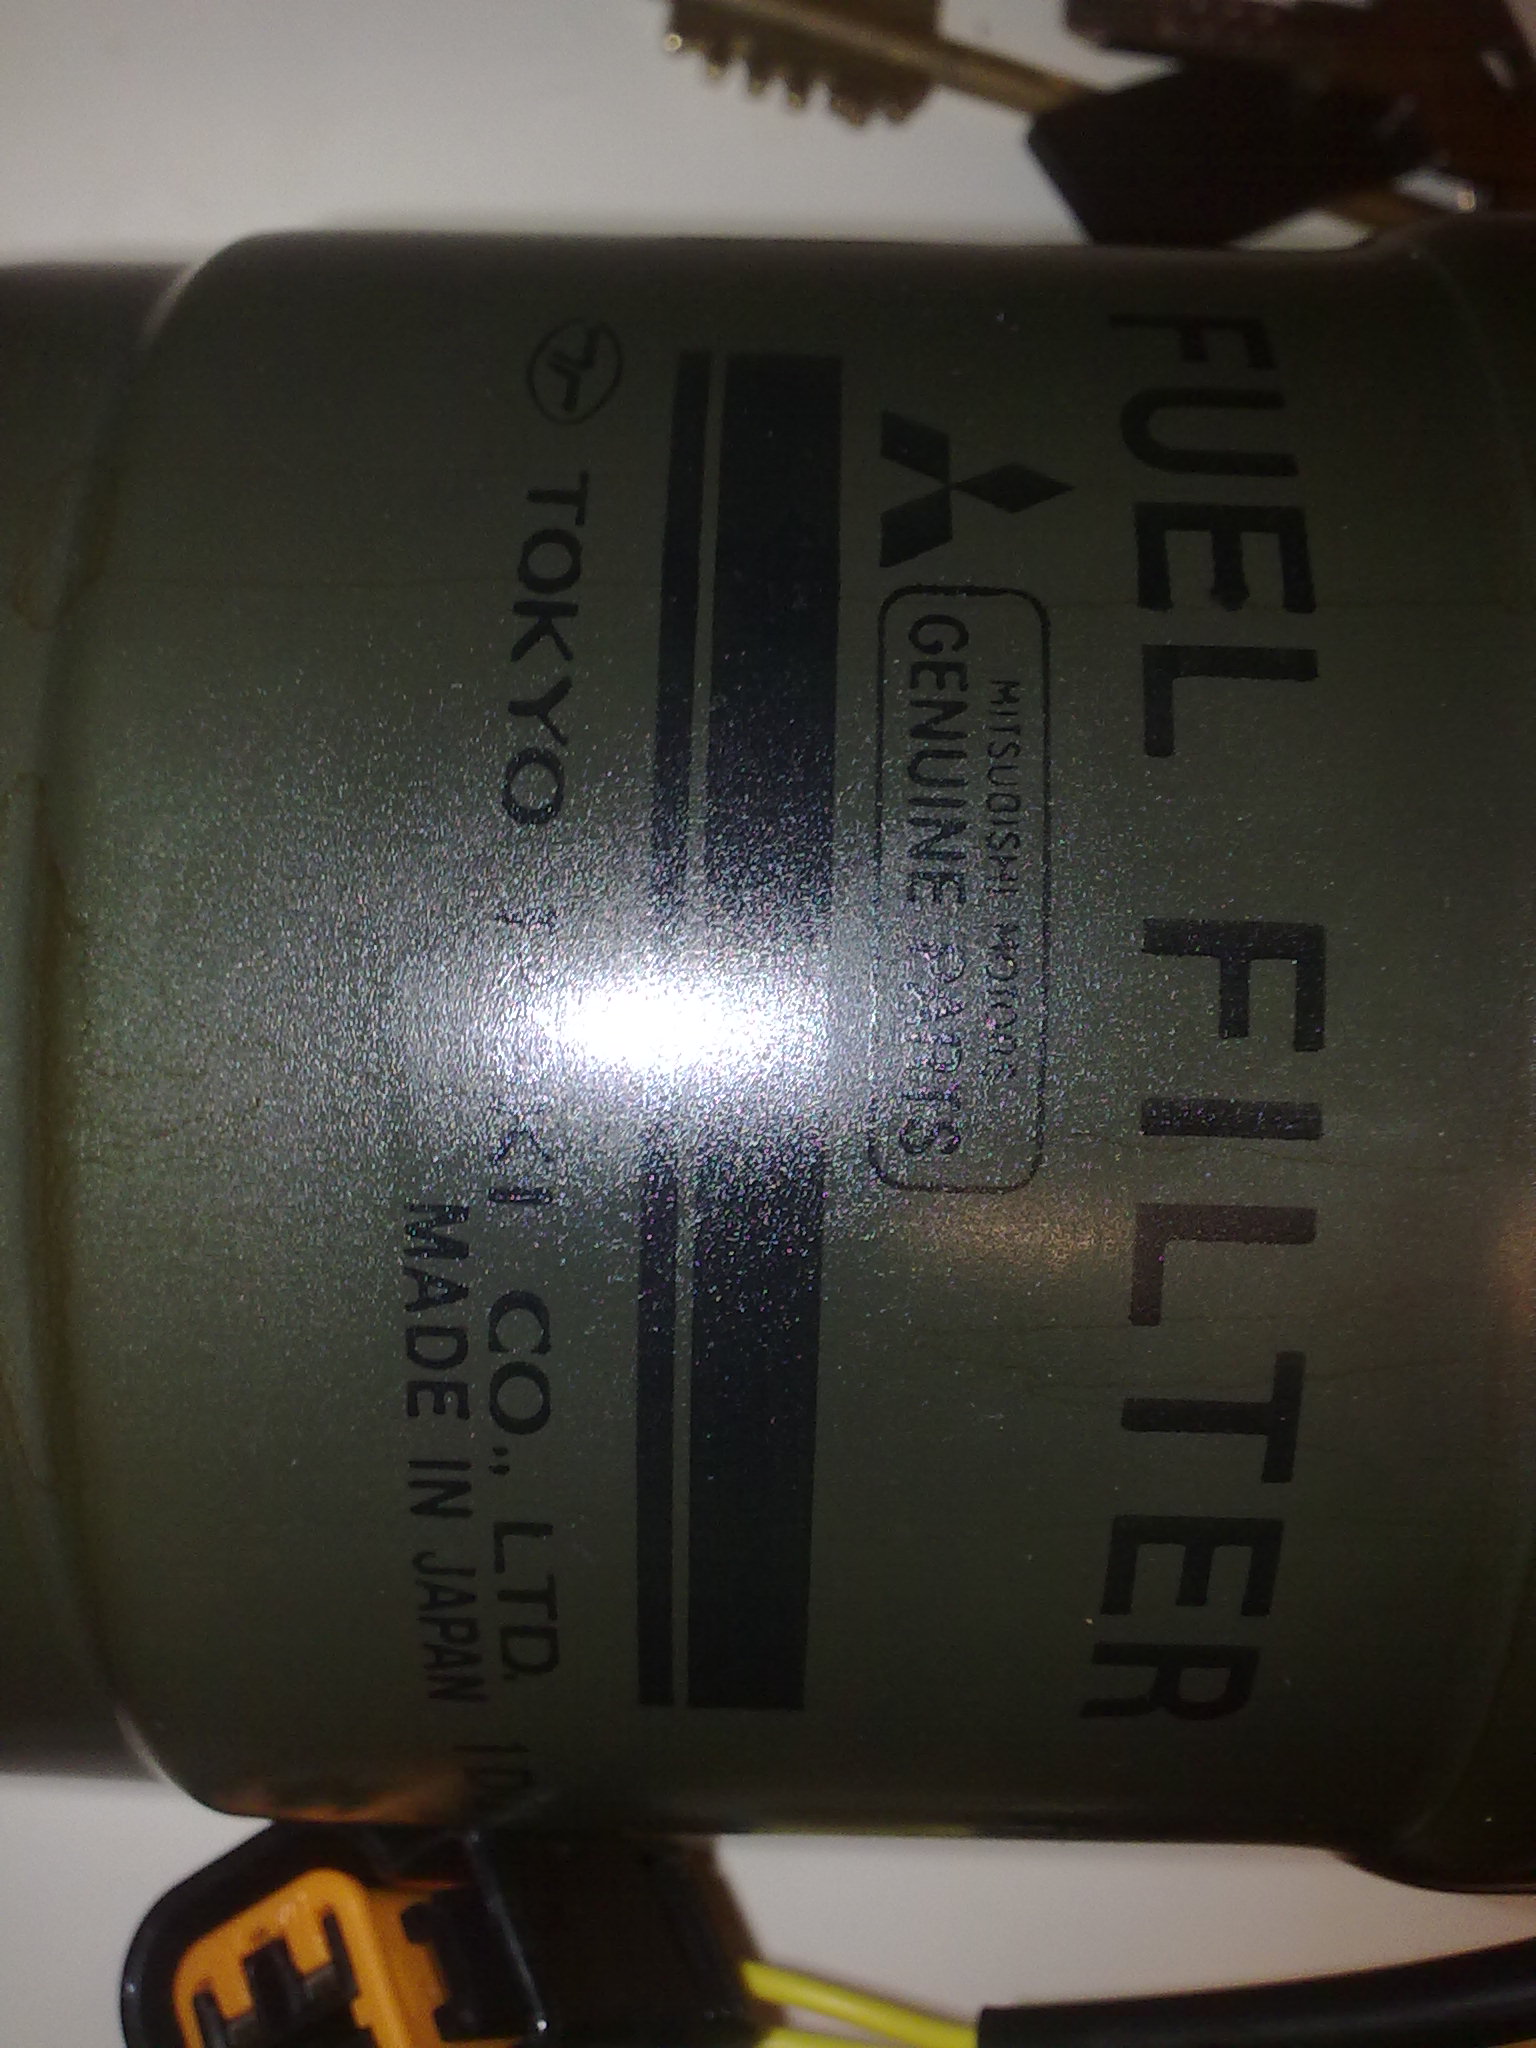 FUEL FILTER
MITSUBISHI MOTORS
GENUINE PARTS
TOKYO CO., LTD.
MADE IN JAPAN